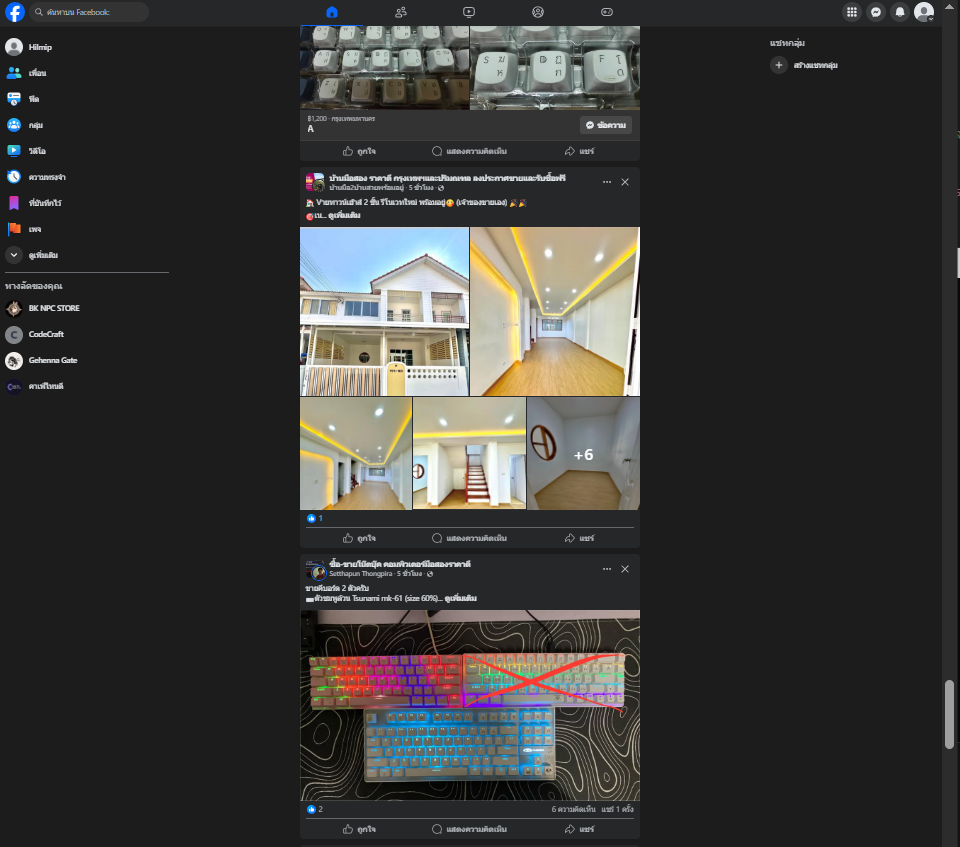 ค้นหาบน Facebook
Hilmip
เพื่อน
ฟีด
กลุ่ม
วิดีโอ
ความทรงจำ
ที่บันทึกไว้
เพจ
ดูเพิ่มเติม
ทางลัดของคุณ
BK NPC STORE
CodeCraft
Gehenna Gate
คาเฟ่ไหนดี
฿1,200 · กรุงเทพมหานคร
A
ข้อความ
ถูกใจ
แสดงความคิดเห็น
แชร์
บ้านมือสอง ราคาดี กรุงเทพฯและปริมณฑล ลงประกาศขายและรับซื้อฟรี
บ้านมือ2บ้านสวยพร้อมอยู่ · 5 ชั่วโมง ·
ขายทาวน์เฮ้าส์ 2 ชั้น รีโนเวทใหม่ พร้อมอยู่ (เจ้าของขายเอง)
เน... ดูเพิ่มเติม
+6
1
ถูกใจ
แสดงความคิดเห็น
แชร์
ซื้อ-ขายโน๊ตบุ๊ค คอมพิวเตอร์มือสองราคาดี
Setthapun Thongpira · 5 ชั่วโมง ·
ขายคีบอร์ด 2 ตัวครับ
ตัวชมพูด้วน Tsunami mk-61 (size 60%)... ดูเพิ่มเติม
2
6 ความคิดเห็น แชร์ 1 ครั้ง
ถูกใจ
แสดงความคิดเห็น
แชร์
แชทกลุ่ม
สร้างแชทกลุ่ม